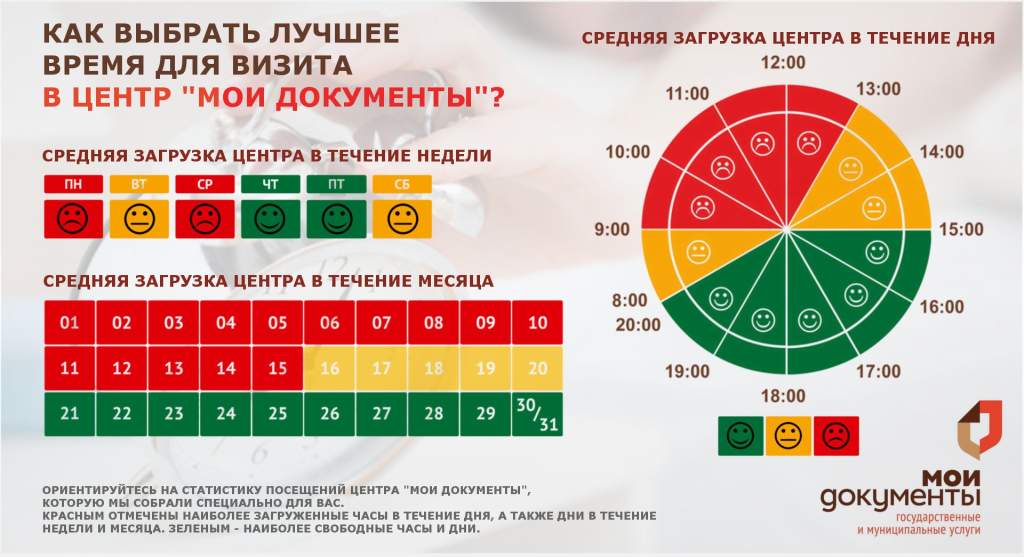 КАК ВЫБРАТЬ ЛУЧШЕЕ
ВРЕМЯ ДЛЯ ВИЗИТА
В ЦЕНТР "МОИ ДОКУМЕНТЫ"?
СРЕДНЯЯ ЗАГРУЗКА ЦЕНТРА В ТЕЧЕНИЕ НЕДЕЛИ
ПН ВТ СР ЧТ ПТ СБ
СРЕДНЯЯ ЗАГРУЗКА ЦЕНТРА В ТЕЧЕНИЕ МЕСЯЦА
01 02 03 04 05 06 07 08 09 10
11 12 13 14 15 16 17 18 19 20
21 22 23 24 25 26 27 28 29 30/31
СРЕДНЯЯ ЗАГРУЗКА ЦЕНТРА В ТЕЧЕНИЕ ДНЯ
12:00
11:00 13:00
10:00 14:00
9:00 15:00
8:00 16:00
20:00
19:00 17:00
18:00
ОРИЕНТИРУЙТЕСЬ НА СТАТИСТИКУ ПОСЕЩЕНИЙ ЦЕНТРА "МОИ ДОКУМЕНТЫ",
КОТОРУЮ МЫ СОБРАЛИ СПЕЦИАЛЬНО ДЛЯ ВАС.
КРАСНЫМ ОТМЕЧЕНЫ НАИБОЛЕЕ ЗАГРУЖЕННЫЕ ЧАСЫ В ТЕЧЕНИЕ ДНЯ, А ТАКЖЕ ДНИ В ТЕЧЕНИЕ
НЕДЕЛИ И МЕСЯЦА. ЗЕЛЕНЫМ - НАИБОЛЕЕ СВОБОДНЫЕ ЧАСЫ И ДНИ.
мои
документы
государственные
и муниципальные услуги